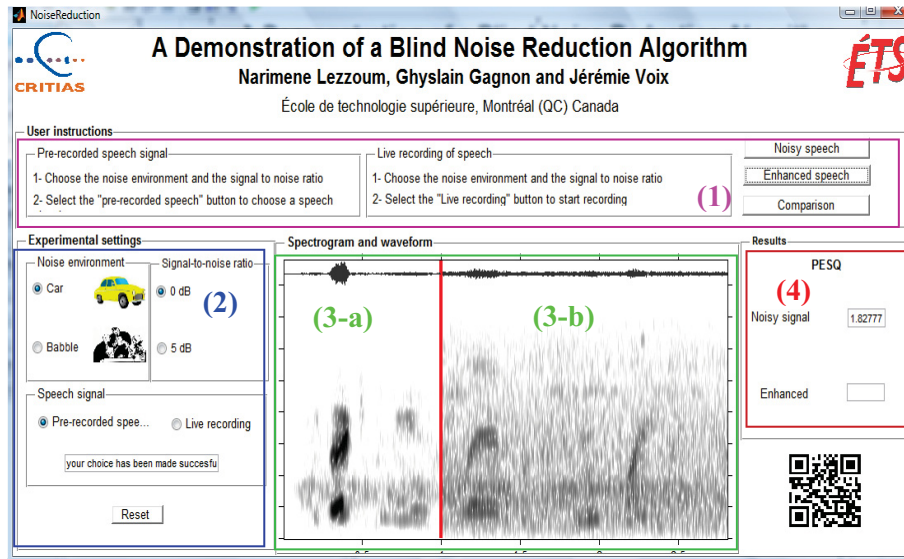 NoiseReduction
A Demonstration of a Blind Noise Reduction Algorithm
Narimene Lezzoum, Ghyslain Gagnon and Jérémie Voix
École de technologie supérieure, Montréal (QC) Canada
CRITIAS
ÉTS
User instructions
Pre-recorded speech signal
1- Choose the noise environment and the signal to noise ratio
2- Select the "pre-recorded speech" button to choose a speech
Live recording of speech
1- Choose the noise environment and the signal to noise ratio
2- Select the "Live recording" button to start recording
(1)
Noisy speech
Enhanced speech
Comparison
Experimental settings
Noise environment
Car
Babble
Signal-to-noise ratio
0 dB
(2)
5 dB
Speech signal
Pre-recorded spee...
Live recording
your choice has been made succesfu
Reset
Spectrogram and waveform
(3-a)
(3-b)
Results
PESQ
(4)
Noisy signal
1.82777
Enhanced